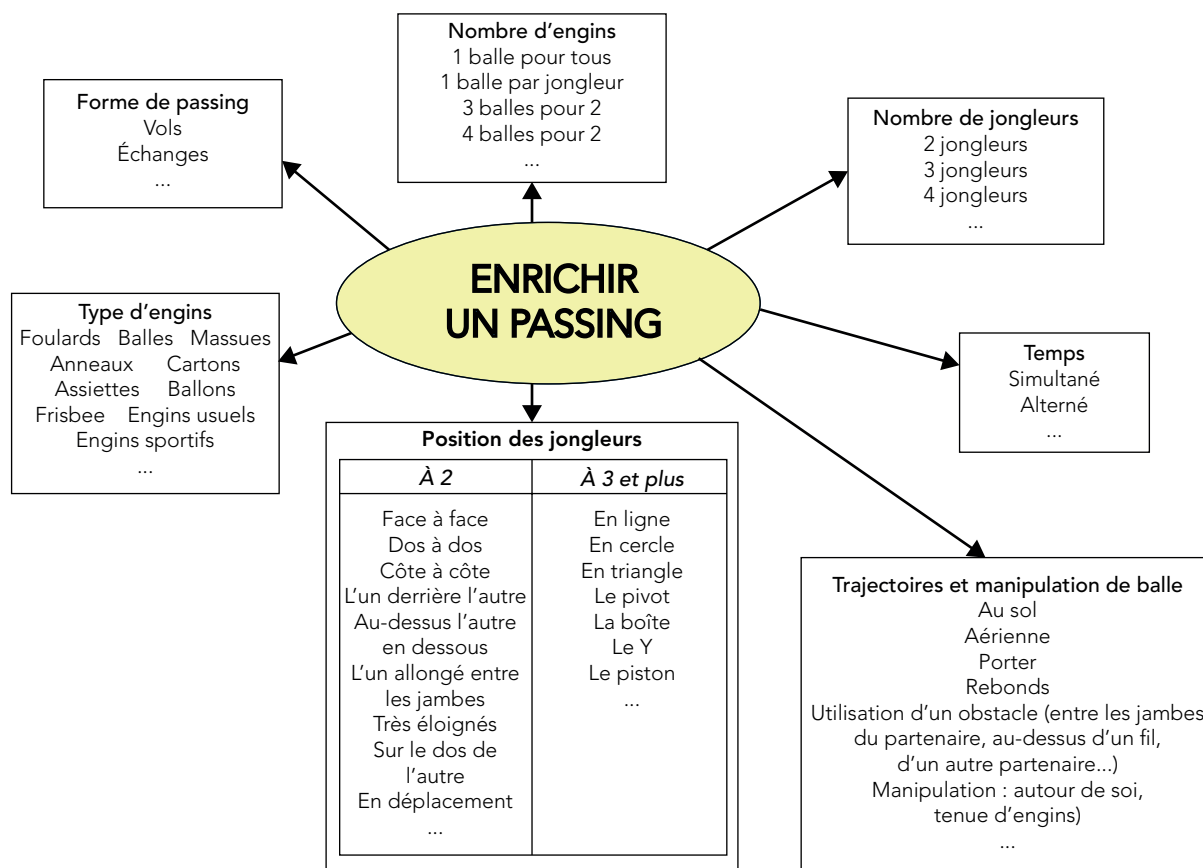 Nombre d'engins
1 balle pour tous
1 balle par jongleur
3 balles pour 2
4 balles pour 2
...
Forme de passing
Vols
Échanges
...
Nombre de jongleurs
2 jongleurs
3 jongleurs
4 jongleurs
...
ENRICHIR
UN PASSING
Type d'engins
Foulards Balles Massues
Anneaux Cartons
Assiettes Ballons
Frisbee Engins usuels
Engins sportifs
...
Temps
Simultané
Alterné
...
Position des jongleurs
À 2
Face à face
Dos à dos
Côte à côte
L'un derrière l'autre
Au-dessus l'autre
en dessous
L'un allongé entre
les jambes
Très éloignés
Sur le dos de
l'autre
En déplacement
...
À 3 et plus
En ligne
En cercle
En triangle
Le pivot
La boîte
Le Y
Le piston
...
Trajectoires et manipulation de balle
Au sol
Aérienne
Porter
Rebonds
Utilisation d'un obstacle (entre les jambes
du partenaire, au-dessus d'un fil,
d'un autre partenaire...)
Manipulation : autour de soi,
tenue d'engins)
...